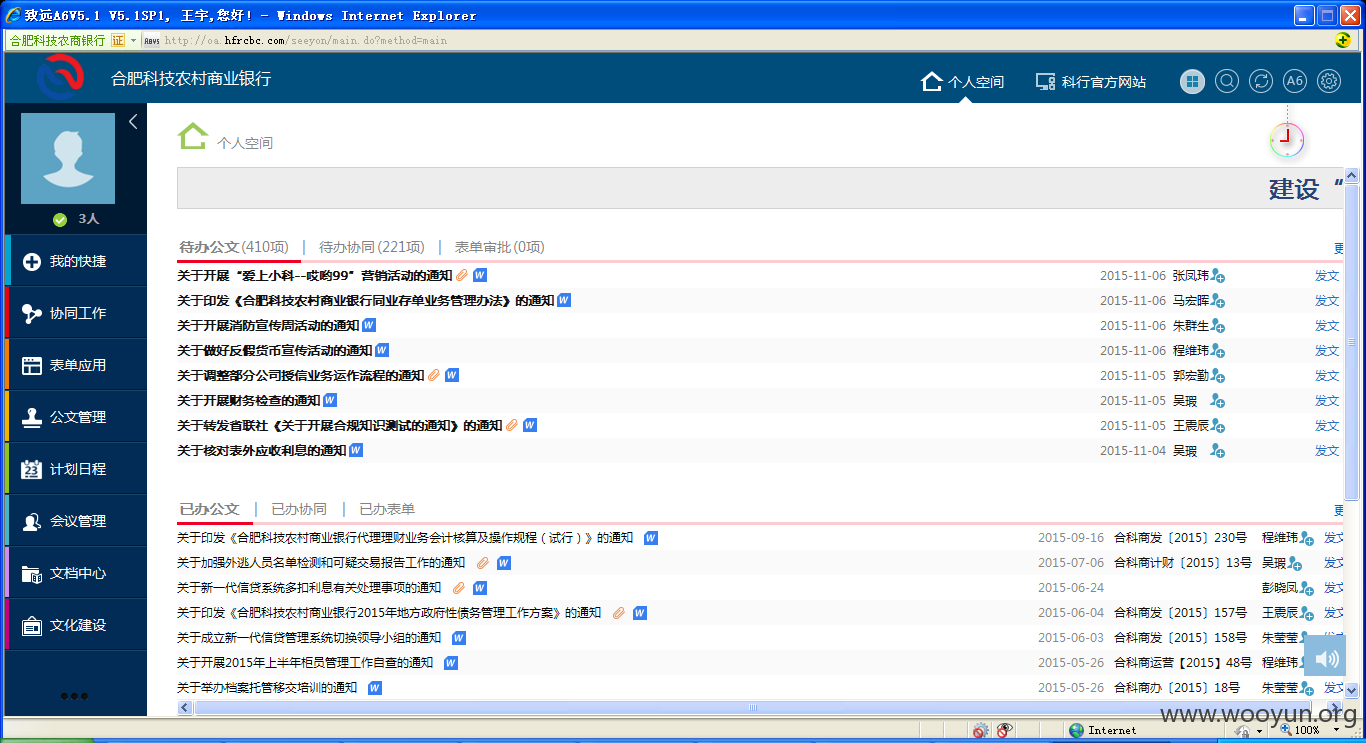 致远A6V5.1 V5.1SP1, 王宇,您好! - Windows Internet Explorer
合肥科技农商银行 证 http://oa.hfrcbc.com/seeyon/main.do?method=main
合肥科技农村商业银行 个人空间 科行官方网站 A6
个人空间
建设“
3人
我的快捷
协同工作
表单应用
公文管理
23 计划日程
会议管理
文档中心
文化建设
待办公文(410项) | 待办协同(221项) | 表单审批(0项) 更
关于开展“爱上小科--哎哟99”营销活动的通知 W 2015-11-06 张凤玮 发文
关于印发《合肥科技农村商业银行同业存单业务管理办法》的通知 W 2015-11-06 马宏晖 发文
关于开展消防宣传周活动的通知 W 2015-11-06 朱群生 发文
关于做好反假货币宣传活动的通知 W 2015-11-06 程维玮 发文
关于调整部分公司授信业务运作流程的通知 W 2015-11-05 郭宏勤 发文
关于开展财务检查的通知 W 2015-11-05 吴瑕 发文
关于转发省联社《关于开展合规知识测试的通知》的通知 W 2015-11-05 王震辰 发文
关于核对表外应收利息的通知 W 2015-11-04 吴瑕 发文
已办公文 | 已办协同 | 已办表单 更
关于印发《合肥科技农村商业银行代理理财业务会计核算及操作规程（试行）》的通知 W 2015-09-16 合科商发〔2015〕230号 程维玮 发文
关于加强外逃人员名单检测和可疑交易报告工作的通知 W 2015-07-06 合科商计财〔2015〕13号 吴瑕 发文
关于新一代信贷系统多扣利息有关处理事项的通知 W 2015-06-24 彭晓凤 发文
关于印发《合肥科技农村商业银行2015年地方政府性债务管理工作方案》的通知 W 2015-06-04 合科商发〔2015〕157号 王震辰 发文
关于成立新一代信贷管理系统切换领导小组的通知 W 2015-06-03 合科商发〔2015〕158号 朱莹莹
关于开展2015年上半年柜员管理工作自查的通知 W 2015-05-26 合科商运营【2015】48号 程维玮
关于举办档案托管移交培训的通知 W 2015-05-26 合科商办〔2015〕18号 朱莹莹 发文
www.wooyun.org
Internet 100%